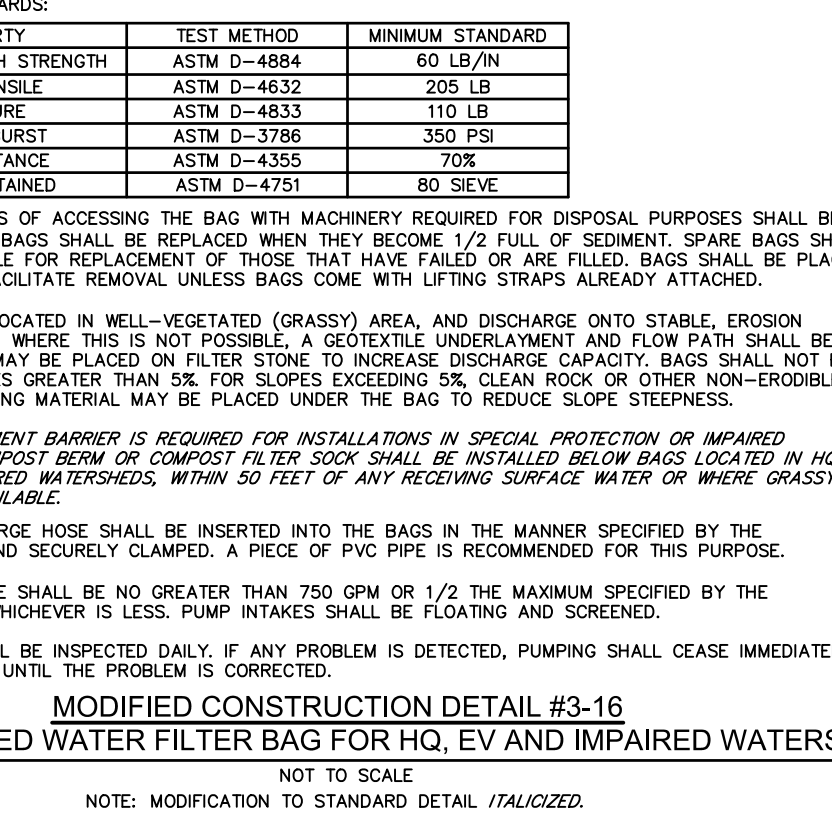 ARDS:
RTY TEST METHOD MINIMUM STANDARD
H STRENGTH ASTM D-4884 60 LB/IN
NSILE ASTM D-4632 205 LB
URE ASTM D-4833 110 LB
BURST ASTM D-3786 350 PSI
TANCE ASTM D-4355 70%
TAINED ASTM D-4751 80 SIEVE
S OF ACCESSING THE BAG WITH MACHINERY REQUIRED FOR DISPOSAL PURPOSES SHALL BE
BAGS SHALL BE REPLACED WHEN THEY BECOME 1/2 FULL OF SEDIMENT. SPARE BAGS SH
LE FOR REPLACEMENT OF THOSE THAT HAVE FAILED OR ARE FILLED. BAGS SHALL BE PLA
ACILITATE REMOVAL UNLESS BAGS COME WITH LIFTING STRAPS ALREADY ATTACHED.
OCATED IN WELL-VEGETATED (GRASSY) AREA, AND DISCHARGE ONTO STABLE, EROSION
WHERE THIS IS NOT POSSIBLE, A GEOTEXTILE UNDERLAYMENT AND FLOW PATH SHALL BE
MAY BE PLACED ON FILTER STONE TO INCREASE DISCHARGE CAPACITY. BAGS SHALL NOT
ES GREATER THAN 5%. FOR SLOPES EXCEEDING 5%, CLEAN ROCK OR OTHER NON-ERODIBLE
NG MATERIAL MAY BE PLACED UNDER THE BAG TO REDUCE SLOPE STEEPNESS.
MENT BARRIER IS REQUIRED FOR INSTALLATIONS IN SPECIAL PROTECTION OR IMPAIRED
MPOST BERM OR COMPOST FILTER SOCK SHALL BE INSTALLED BELOW BAGS LOCATED IN HQ
RED WATERSHEDS, WITHIN 50 FEET OF ANY RECEIVING SURFACE WATER OR WHERE GRASSY
ILABLE.
RGE HOSE SHALL BE INSERTED INTO THE BAGS IN THE MANNER SPECIFIED BY THE
ND SECURELY CLAMPED. A PIECE OF PVC PIPE IS RECOMMENDED FOR THIS PURPOSE.
E SHALL BE NO GREATER THAN 750 GPM OR 1/2 THE MAXIMUM SPECIFIED BY THE
WHICHEVER IS LESS. PUMP INTAKES SHALL BE FLOATING AND SCREENED.
L BE INSPECTED DAILY. IF ANY PROBLEM IS DETECTED, PUMPING SHALL CEASE IMMEDIATE
UNTIL THE PROBLEM IS CORRECTED.
MODIFIED CONSTRUCTION DETAIL #3-16
ED WATER FILTER BAG FOR HQ, EV AND IMPAIRED WATERS
NOT TO SCALE
NOTE: MODIFICATION TO STANDARD DETAIL ITALICIZED.